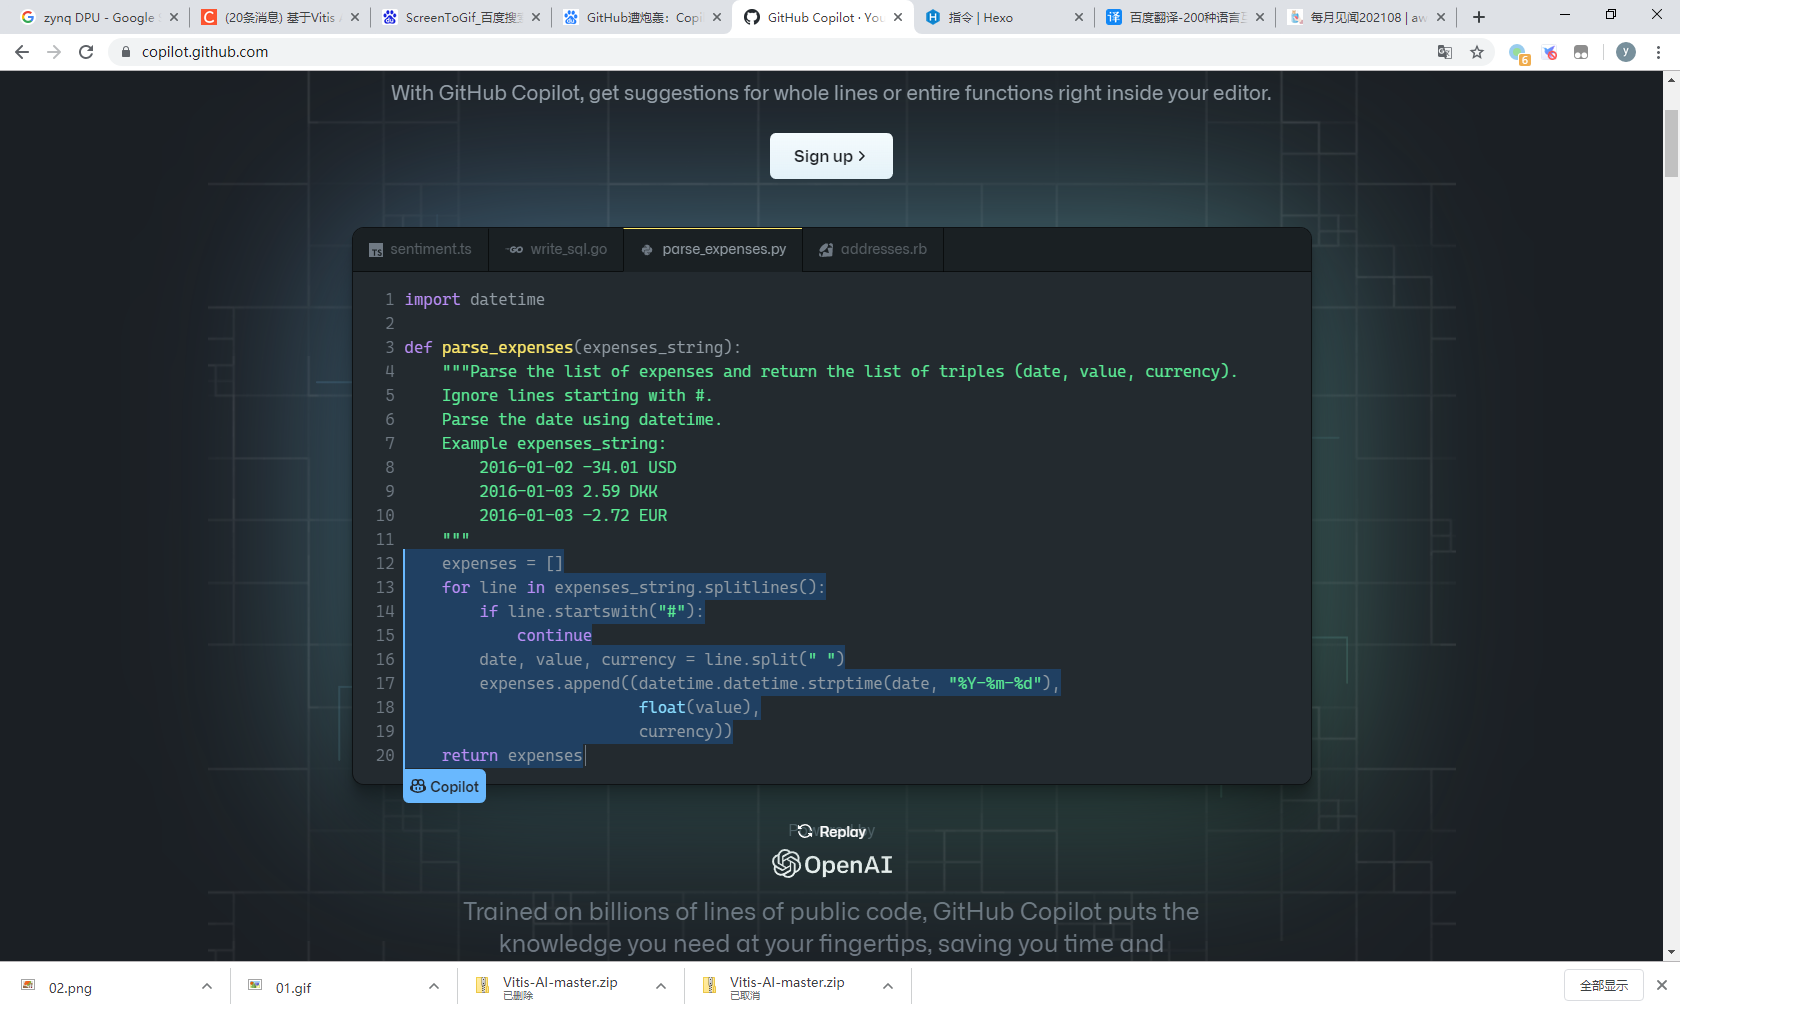 zynq DPU - Google
(20条消息) 基于Vitis
ScreenToGif_百度搜
GitHub遭炮轰：Copi
GitHub Copilot · You
指令 | Hexo
百度翻译-200种语言
每月见闻202108 | aw
copilot.github.com
6
y
With GitHub Copilot, get suggestions for whole lines or entire functions right inside your editor.
Sign up >
TS sentiment.ts
GO write_sql.go
parse_expenses.py
addresses.rb
1 import datetime
2
3 def parse_expenses(expenses_string):
4 """Parse the list of expenses and return the list of triples (date, value, currency).
5 Ignore lines starting with #.
6 Parse the date using datetime.
7 Example expenses_string:
8 2016-01-02 -34.01 USD
9 2016-01-03 2.59 DKK
10 2016-01-03 -2.72 EUR
11 """
12 expenses = []
13 for line in expenses_string.splitlines():
14 if line.startswith("#"):
15 continue
16 date, value, currency = line.split(" ")
17 expenses.append((datetime.datetime.strptime(date, "%Y-%m-%d"),
18 float(value),
19 currency))
20 return expenses
Copilot
Replay
OpenAI
Trained on billions of lines of public code, GitHub Copilot puts the
knowledge you need at your fingertips, saving you time and
02.png
01.gif
Vitis-AI-master.zip
已删除
Vitis-AI-master.zip
已取消
全部显示